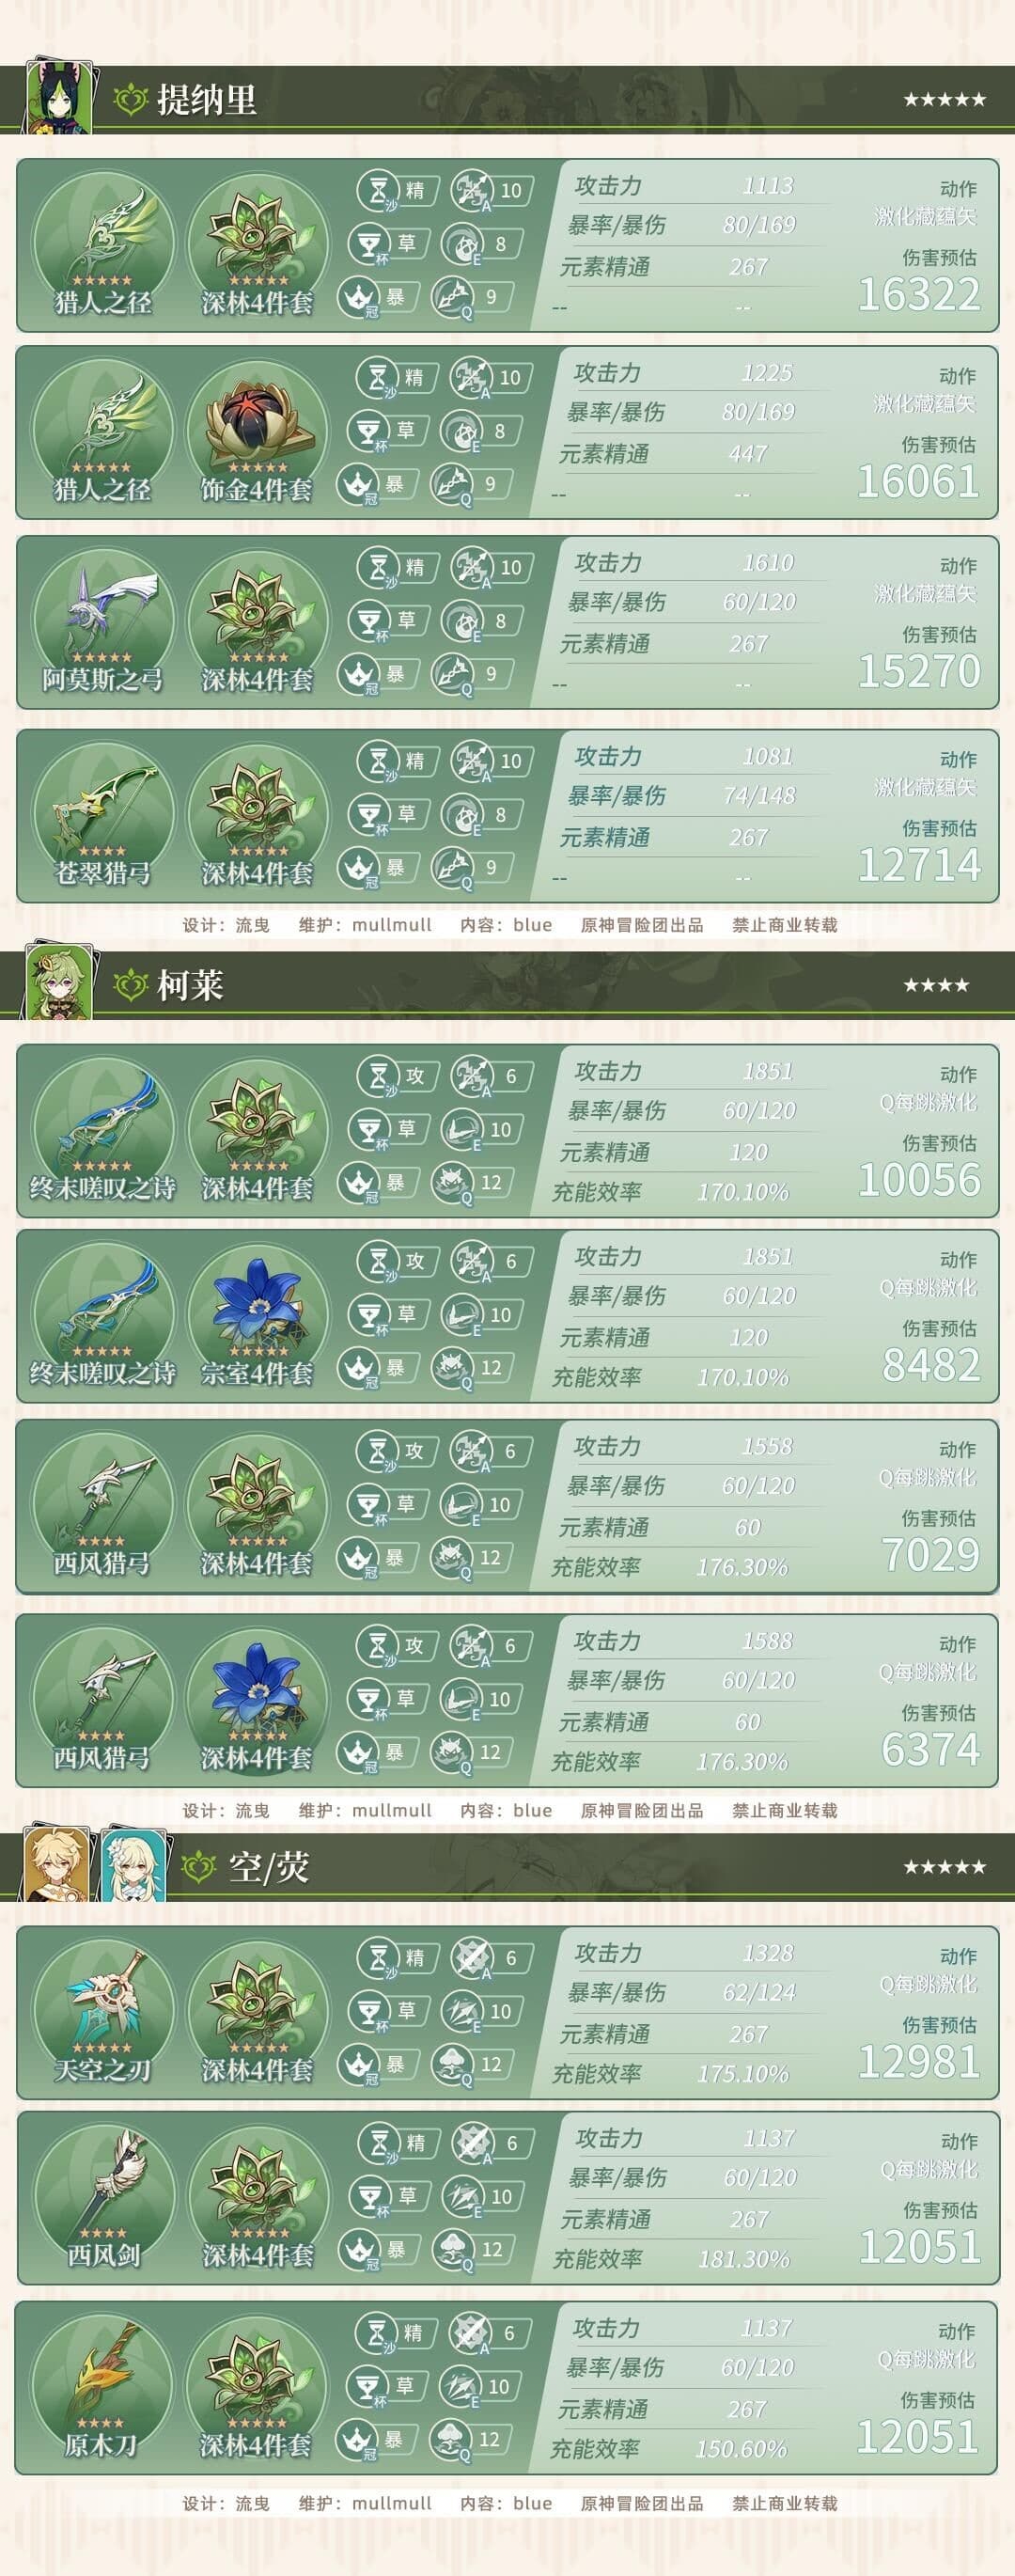 提纳里
★★★★★
猎人之径
深林4件套
沙 精 A 10
杯 草 E 8
冠 暴 Q 9
攻击力 1113
暴率/暴伤 80/169
元素精通 267
-- --
动作
激化藏蕴矢
伤害预估
16322
猎人之径
饰金4件套
沙 精 A 10
杯 草 E 8
冠 暴 Q 9
攻击力 1225
暴率/暴伤 80/169
元素精通 447
-- --
动作
激化藏蕴矢
伤害预估
16061
阿莫斯之弓
深林4件套
沙 精 A 10
杯 草 E 8
冠 暴 Q 9
攻击力 1610
暴率/暴伤 60/120
元素精通 267
-- --
动作
激化藏蕴矢
伤害预估
15270
苍翠猎弓
深林4件套
沙 精 A 10
杯 草 E 8
冠 暴 Q 9
攻击力 1081
暴率/暴伤 74/148
元素精通 267
-- --
动作
激化藏蕴矢
伤害预估
12714
设计：流曳 维护：mullmull 内容：blue 原神冒险团出品 禁止商业转载
柯莱
★★★★
终末嗟叹之诗
深林4件套
沙 攻 A 6
杯 草 E 10
冠 暴 Q 12
攻击力 1851
暴率/暴伤 60/120
元素精通 120
充能效率 170.10%
动作
Q每跳激化
伤害预估
10056
终末嗟叹之诗
宗室4件套
沙 攻 A 6
杯 草 E 10
冠 暴 Q 12
攻击力 1851
暴率/暴伤 60/120
元素精通 120
充能效率 170.10%
动作
Q每跳激化
伤害预估
8482
西风猎弓
深林4件套
沙 攻 A 6
杯 草 E 10
冠 暴 Q 12
攻击力 1558
暴率/暴伤 60/120
元素精通 60
充能效率 176.30%
动作
Q每跳激化
伤害预估
7029
西风猎弓
深林4件套
沙 攻 A 6
杯 草 E 10
冠 暴 Q 12
攻击力 1588
暴率/暴伤 60/120
元素精通 60
充能效率 176.30%
动作
Q每跳激化
伤害预估
6374
设计：流曳 维护：mullmull 内容：blue 原神冒险团出品 禁止商业转载
空/荧
★★★★★
天空之刃
深林4件套
沙 精 A 6
杯 草 E 10
冠 暴 Q 12
攻击力 1328
暴率/暴伤 62/124
元素精通 267
充能效率 175.10%
动作
Q每跳激化
伤害预估
12981
西风剑
深林4件套
沙 精 A 6
杯 草 E 10
冠 暴 Q 12
攻击力 1137
暴率/暴伤 60/120
元素精通 267
充能效率 181.30%
动作
Q每跳激化
伤害预估
12051
原木刀
深林4件套
沙 精 A 6
杯 草 E 10
冠 暴 Q 12
攻击力 1137
暴率/暴伤 60/120
元素精通 267
充能效率 150.60%
动作
Q每跳激化
伤害预估
12051
设计：流曳 维护：mullmull 内容：blue 原神冒险团出品 禁止商业转载